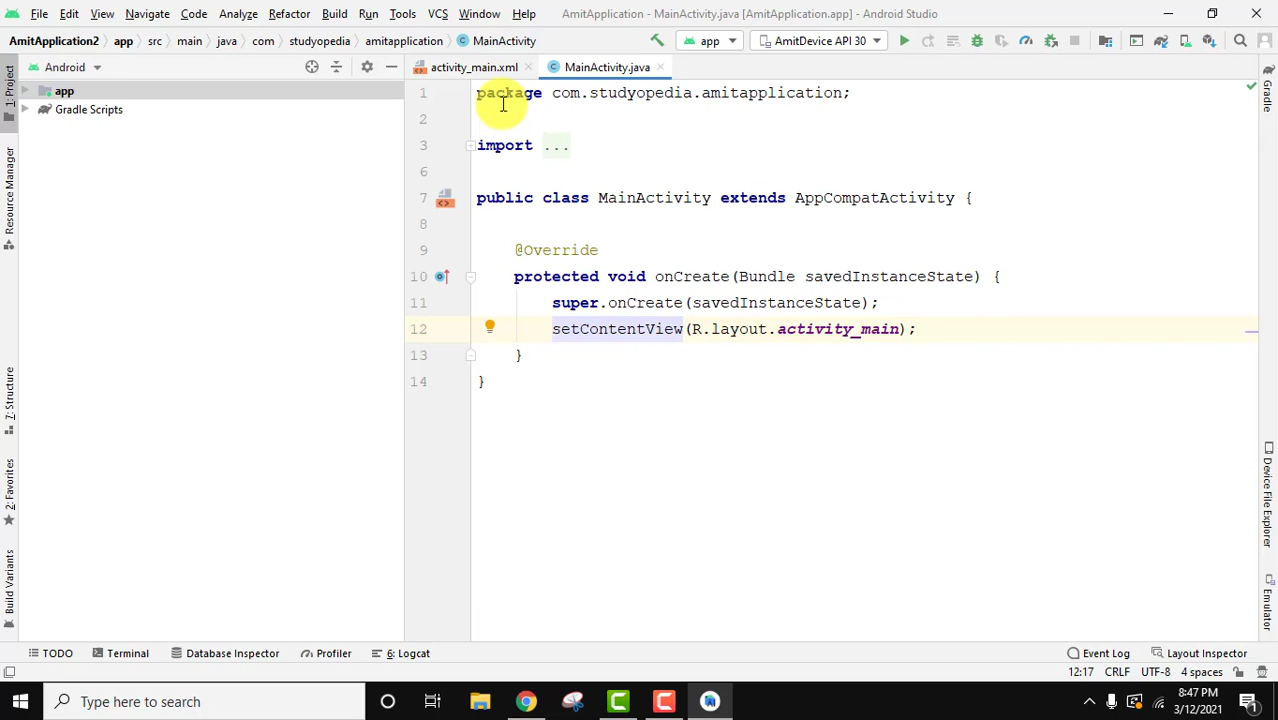 File Edit View Navigate Code Analyze Refactor Build Run Tools VCS Window Help AmitApplication - MainActivity.java [AmitApplication.app] - Android Studio
AmitApplication2 app src main java com studyopedia amitapplication MainActivity app AmitDevice API 30
Android activity_main.xml MainActivity.java
app
Gradle Scripts
1: Project
Resource Manager
7: Structure
2: Favorites
Build Variants
1 package com.studyopedia.amitapplication;
2
3 import ...
6
7 public class MainActivity extends AppCompatActivity {
8
9 @Override
10 protected void onCreate(Bundle savedInstanceState) {
11 super.onCreate(savedInstanceState);
12 setContentView(R.layout.activity_main);
13 }
14 }
Gradle
Device File Explorer
Emulator
TODO Terminal Database Inspector Profiler 6: Logcat Event Log Layout Inspector
12:17 CRLF UTF-8 4 spaces
Type here to search
8:47 PM
3/12/2021
1